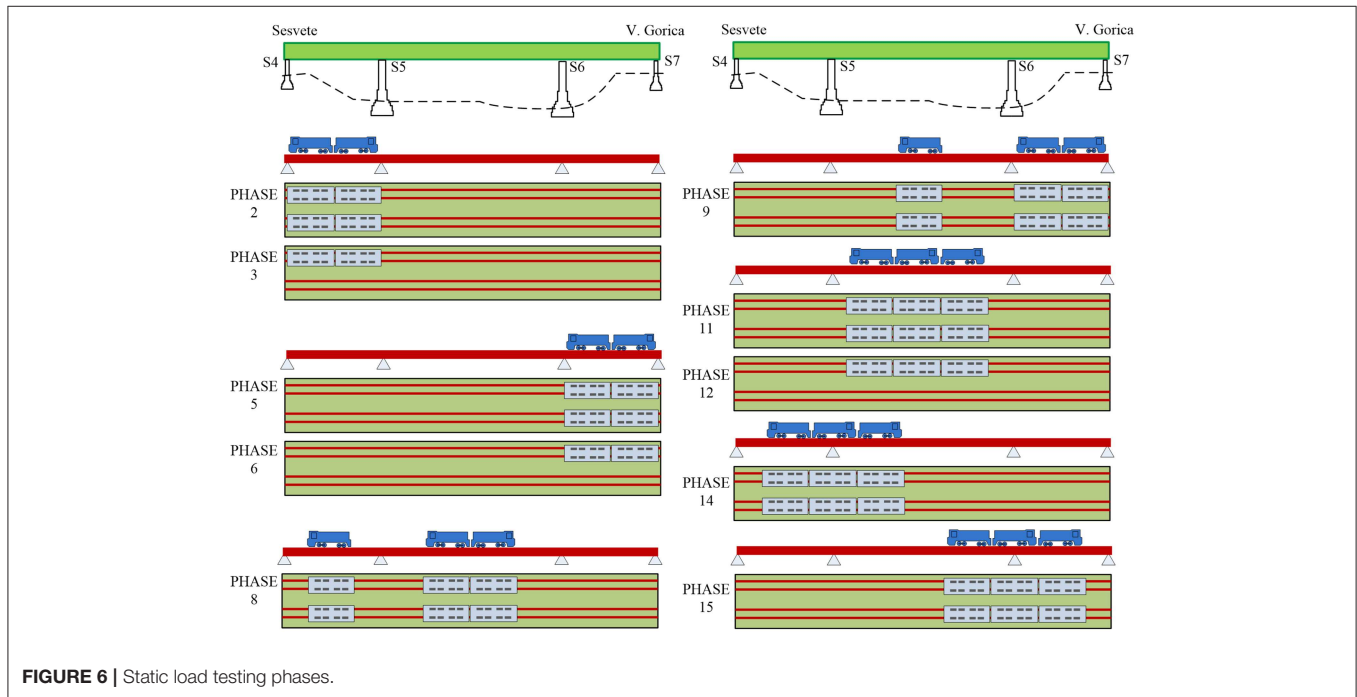 Sesvete V. Gorica
S4 S5 S6 S7
PHASE
2
PHASE
3
PHASE
5
PHASE
6
PHASE
8
Sesvete V. Gorica
S4 S5 S6 S7
PHASE
9
PHASE
11
PHASE
12
PHASE
14
PHASE
15
FIGURE 6 | Static load testing phases.